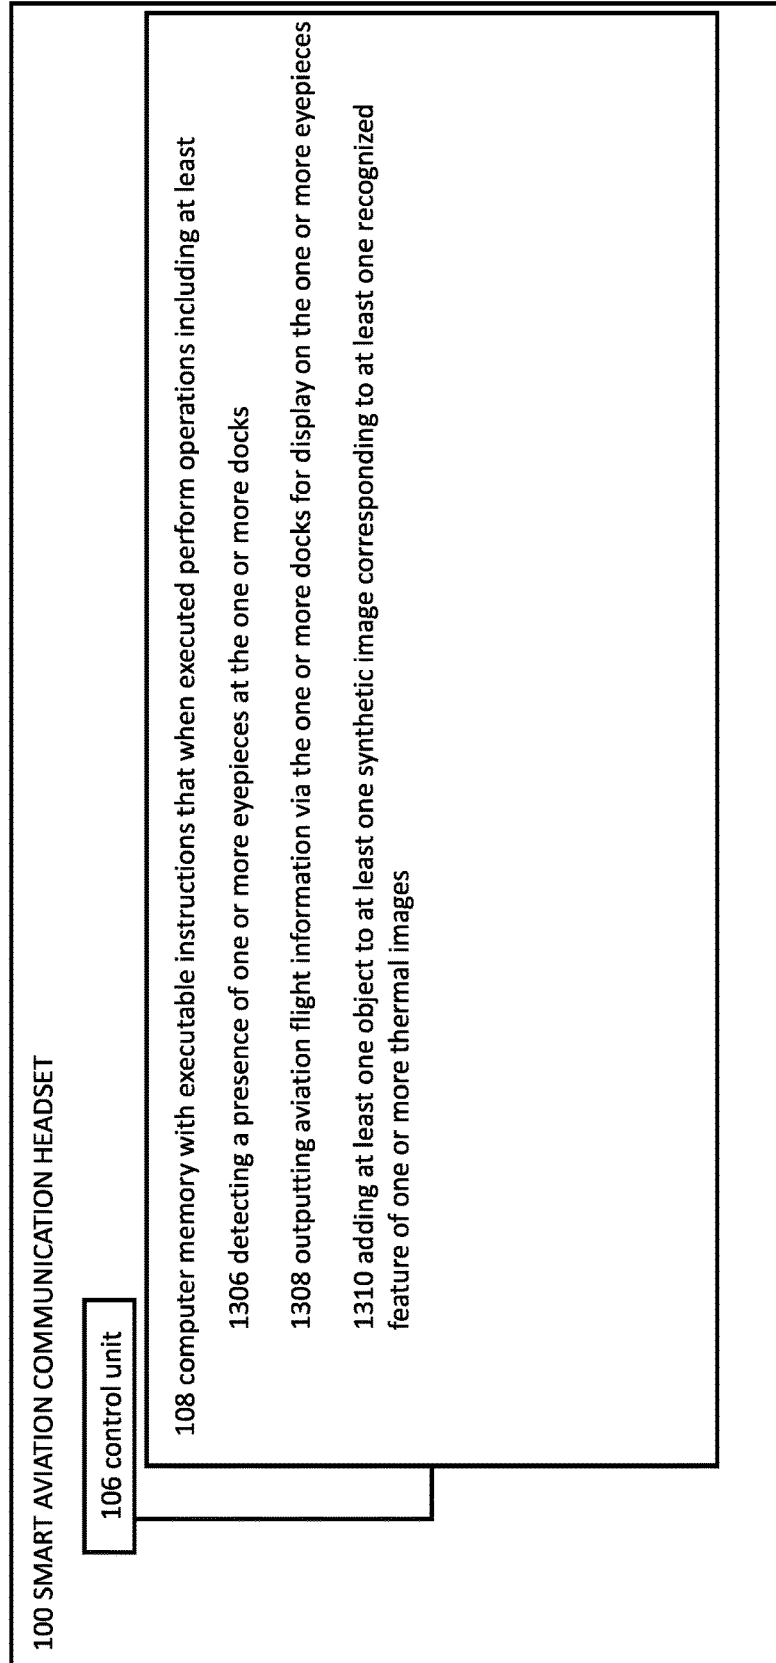 100 SMART AVIATION COMMUNICATION HEADSET
106 control unit
108 computer memory with executable instructions that when executed perform operations including at least
1306 detecting a presence of one or more eyepieces at the one or more docks
1308 outputting aviation flight information via the one or more docks for display on the one or more eyepieces
1310 adding at least one object to at least one synthetic image corresponding to at least one recognized
feature of one or more thermal images